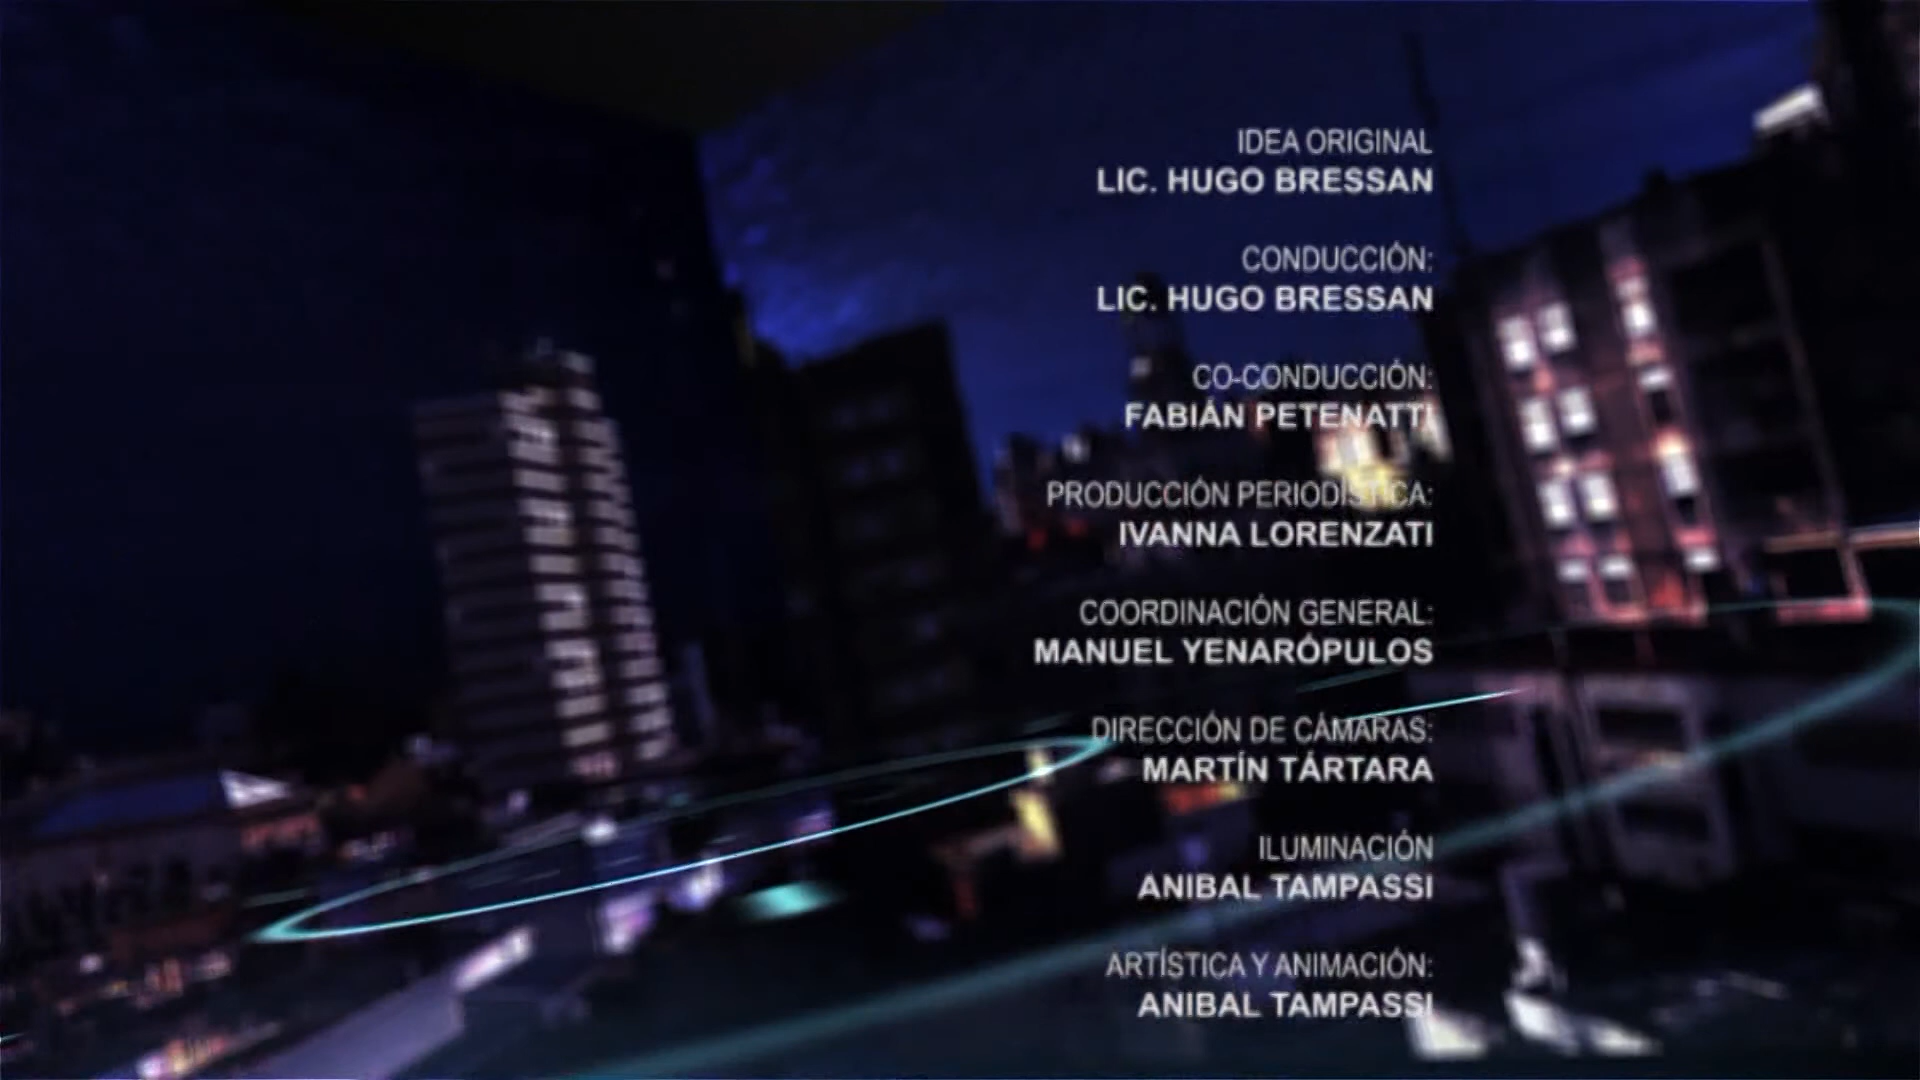 IDEA ORIGINAL
LIC. HUGO BRESSAN
CONDUCCIÓN:
LIC. HUGO BRESSAN
CO-CONDUCCIÓN:
FABIÁN PETENATTI
PRODUCCIÓN PERIODÍSTICA:
IVANNA LORENZATI
COORDINACIÓN GENERAL:
MANUEL YENARÓPULOS
DIRECCIÓN DE CÁMARAS:
MARTÍN TÁRTARA
ILUMINACIÓN
ANIBAL TAMPASSI
ARTÍSTICA Y ANIMACIÓN:
ANIBAL TAMPASSI